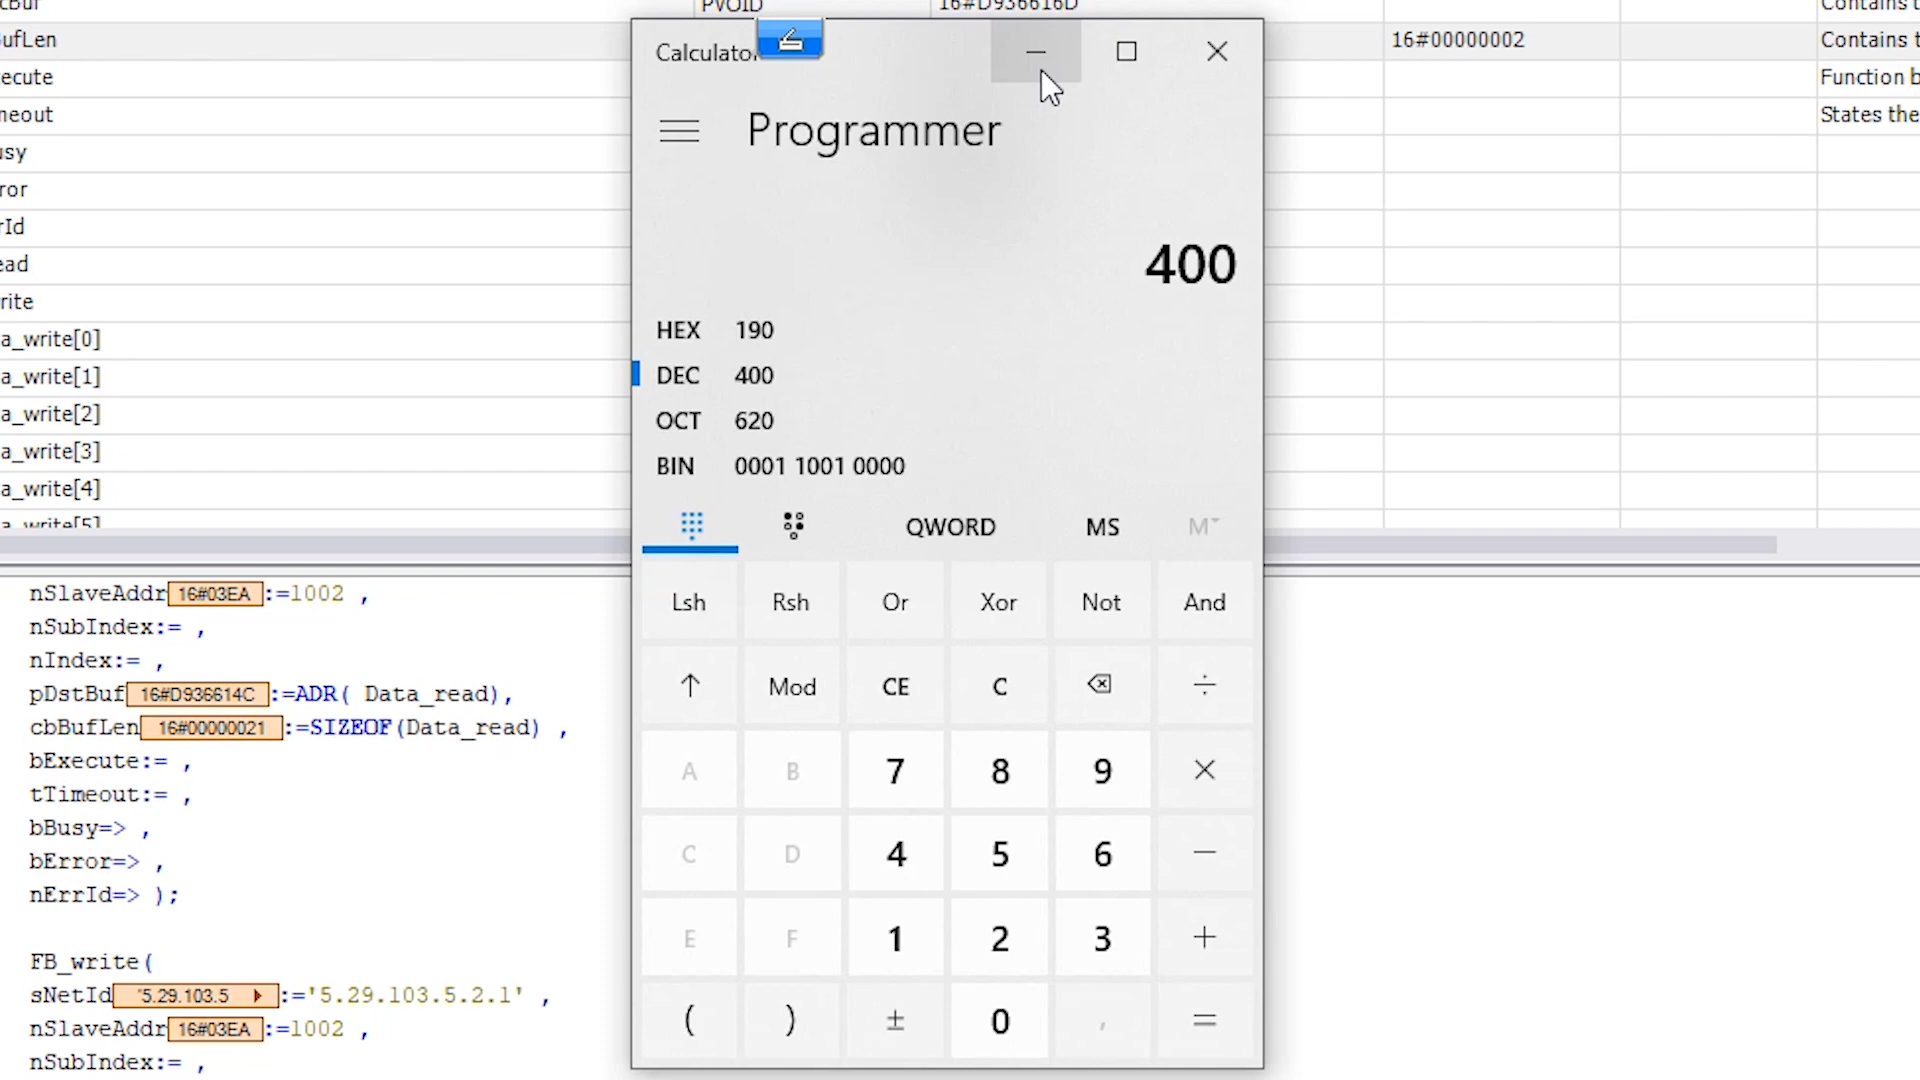 PVOID 16#D936616D
ufLen 16#00000002 Contains t
ecute Function b
neout States the
usy
ror
rId
ead
rite
a_write[0]
a_write[1]
a_write[2]
a_write[3]
a_write[4]
a_write[5]
Calculator
Programmer
400
HEX 190
DEC 400
OCT 620
BIN 0001 1001 0000
QWORD MS M
Lsh Rsh Or Xor Not And
↑ Mod CE C ÷
A B 7 8 9 ×
C D 4 5 6 −
E F 1 2 3 +
( ) ± 0 , =
nSlaveAddr 16#03EA :=1002 ,
nSubIndex:= ,
nIndex:= ,
pDstBuf 16#D936614C :=ADR( Data_read),
cbBufLen 16#00000021 :=SIZEOF(Data_read) ,
bExecute:= ,
tTimeout:= ,
bBusy=> ,
bError=> ,
nErrId=> );
FB_write(
sNetId '5.29.103.5 :='5.29.103.5.2.1' ,
nSlaveAddr 16#03EA :=1002 ,
nSubIndex:= ,